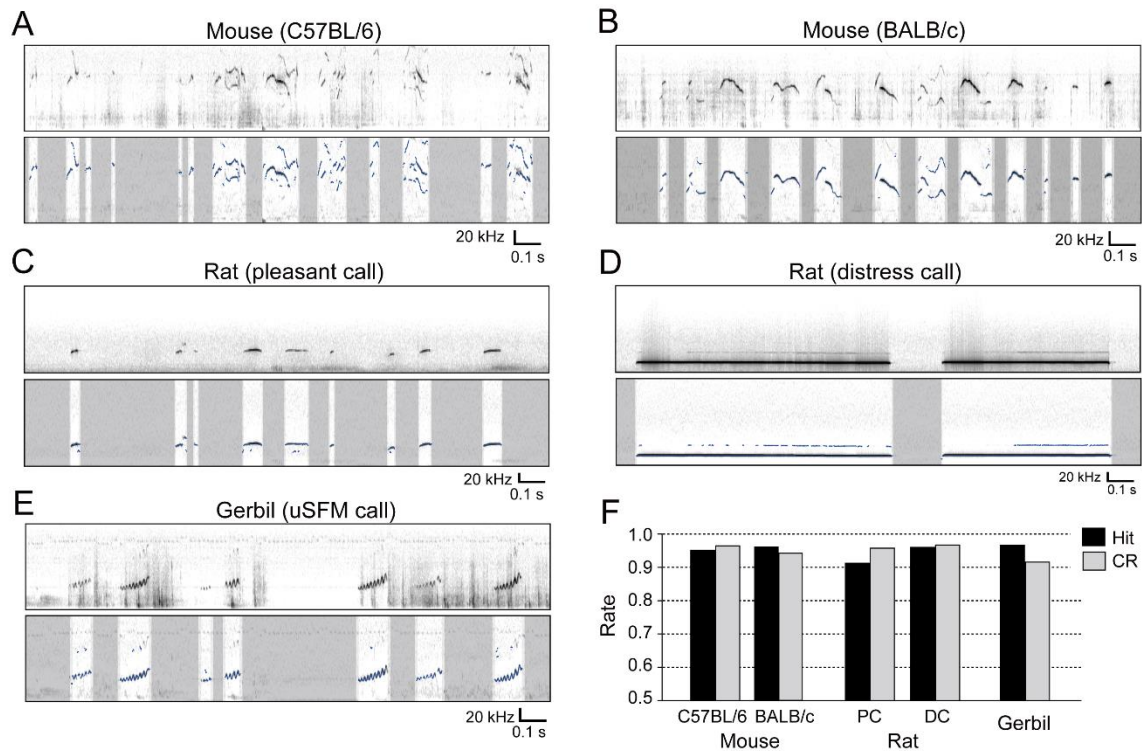 A
Mouse (C57BL/6)
20 kHz
0.1 s
B
Mouse (BALB/c)
20 kHz
0.1 s
C
Rat (pleasant call)
20 kHz
0.1 s
D
Rat (distress call)
20 kHz
0.1 s
E
Gerbil (uSFM call)
20 kHz
0.1 s
F
1.0
0.9
0.8
0.7
0.6
0.5
Rate
Hit
CR
C57BL/6 BALB/c PC DC Gerbil
Mouse Rat